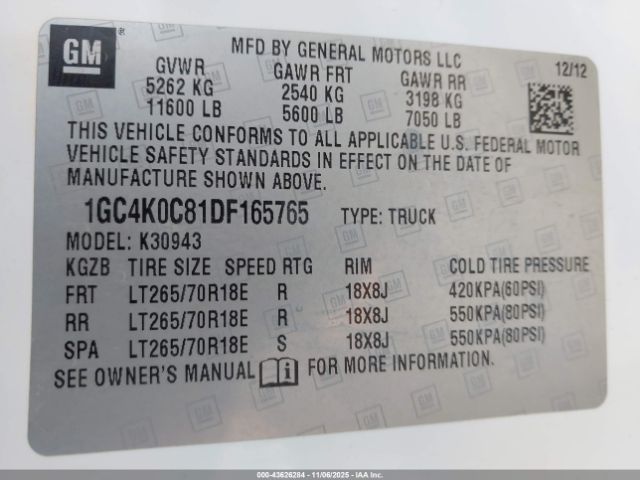 GM
MFD BY GENERAL MOTORS LLC
12/12
GVWR GAWR FRT GAWR RR
5262 KG 2540 KG 3198 KG
11600 LB 5600 LB 7050 LB
THIS VEHICLE CONFORMS TO ALL APPLICABLE U.S. FEDERAL MOTOR
VEHICLE SAFETY STANDARDS IN EFFECT ON THE DATE OF
MANUFACTURE SHOWN ABOVE.
1GC4K0C81DF165765 TYPE: TRUCK
MODEL: K30943
KGZB TIRE SIZE SPEED RTG RIM COLD TIRE PRESSURE
FRT LT265/70R18E R 18X8J 420KPA(60PSI)
RR LT265/70R18E R 18X8J 550KPA(80PSI)
SPA LT265/70R18E S 18X8J 550KPA(80PSI)
SEE OWNER'S MANUAL i FOR MORE INFORMATION.
000-43626284 - 11/06/2025 - IAA Inc.